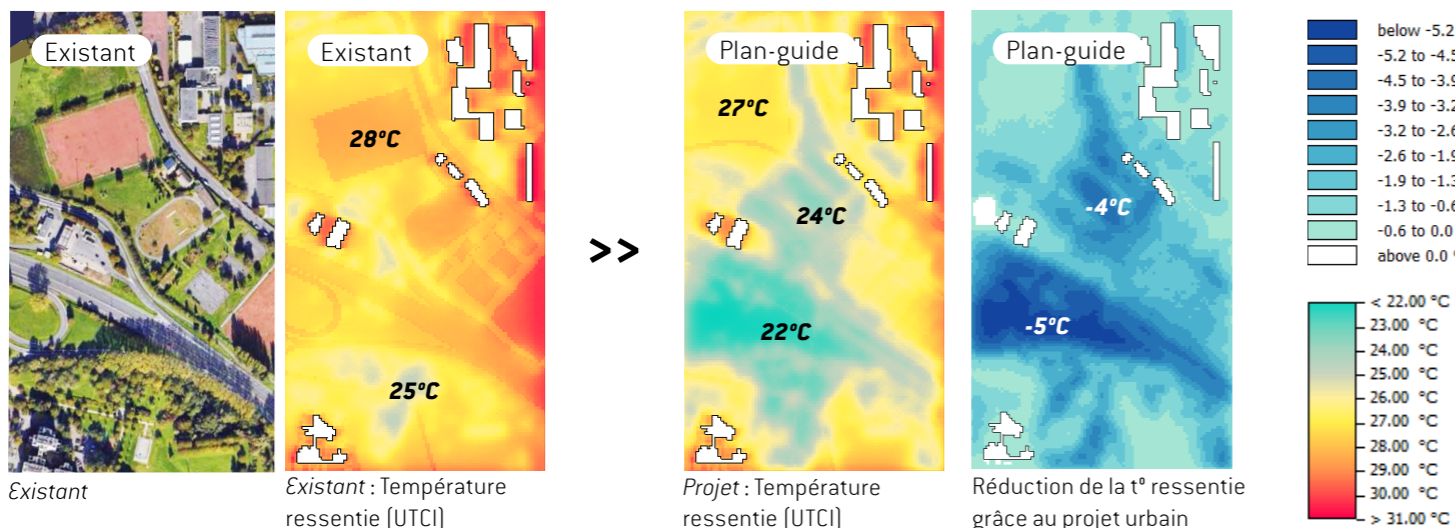 Existant
Existant
Plan-guide
Plan-guide
28°C
25°C
>>
27°C
24°C
22°C
-4°C
-5°C
below -5.2
-5.2 to -4.5
-4.5 to -3.9
-3.9 to -3.2
-3.2 to -2.6
-2.6 to -1.9
-1.9 to -1.3
-1.3 to -0.6
-0.6 to 0.0
above 0.0 °
< 22.00 °C
23.00 °C
24.00 °C
25.00 °C
26.00 °C
27.00 °C
28.00 °C
29.00 °C
30.00 °C
> 31.00 °C
Existant
Existant : Température
ressentie (UTCI)
Projet : Température
ressentie (UTCI)
Réduction de la tº ressentie
grâce au projet urbain